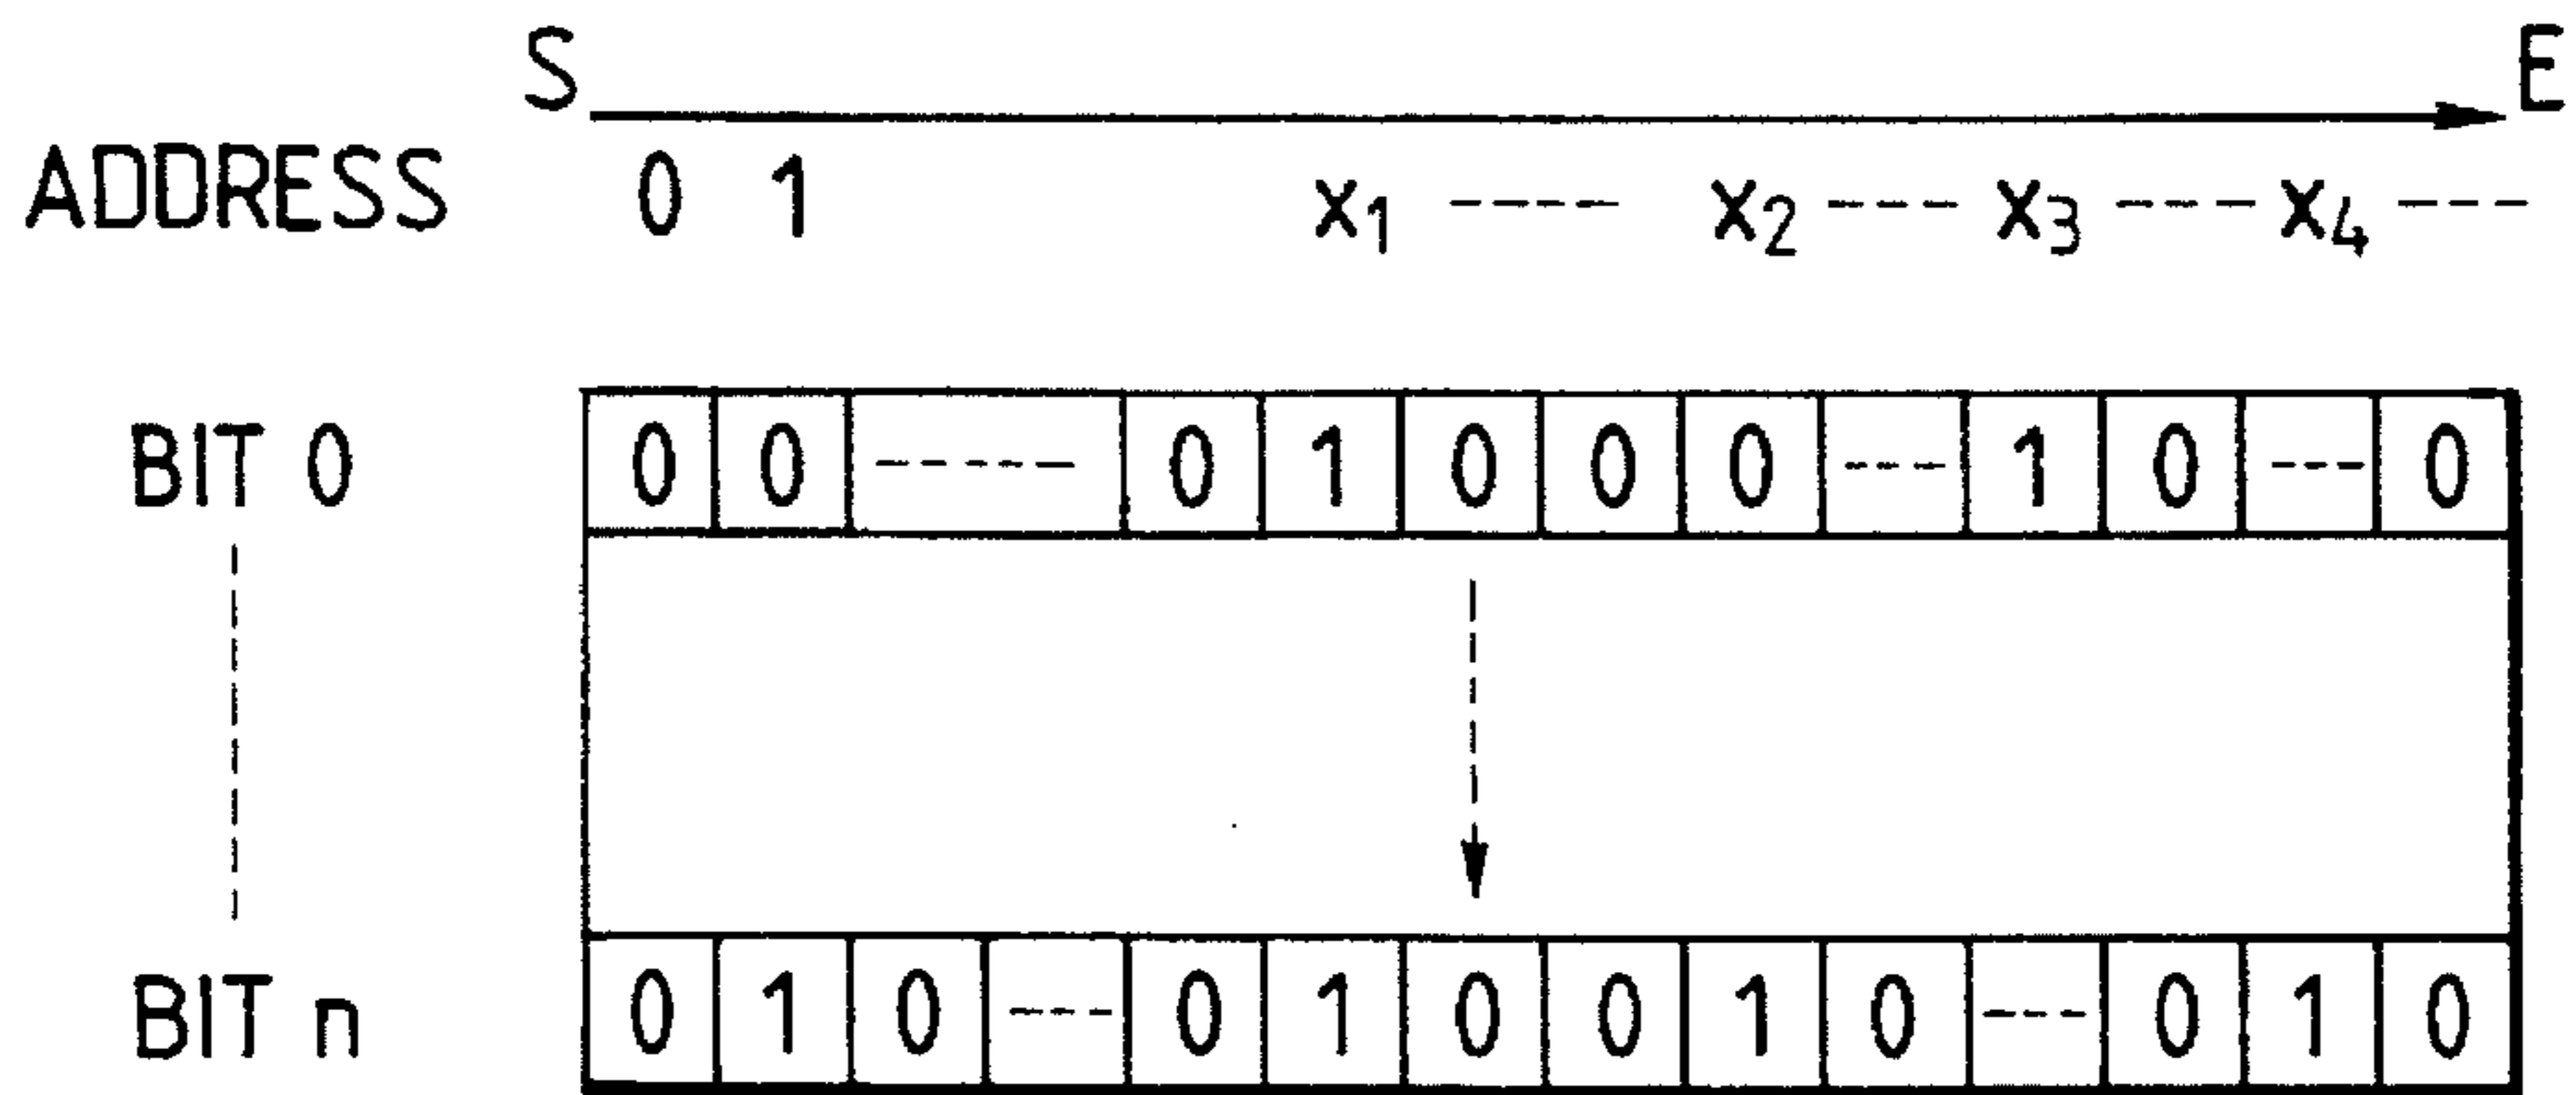 S E
ADDRESS 0 1 x1 ---- x2 --- x3 --- x4 ---
BIT 0 0 0 ----- 0 1 0 0 0 --- 1 0 --- 0
BIT n 0 1 0 --- 0 1 0 0 1 0 --- 0 1 0